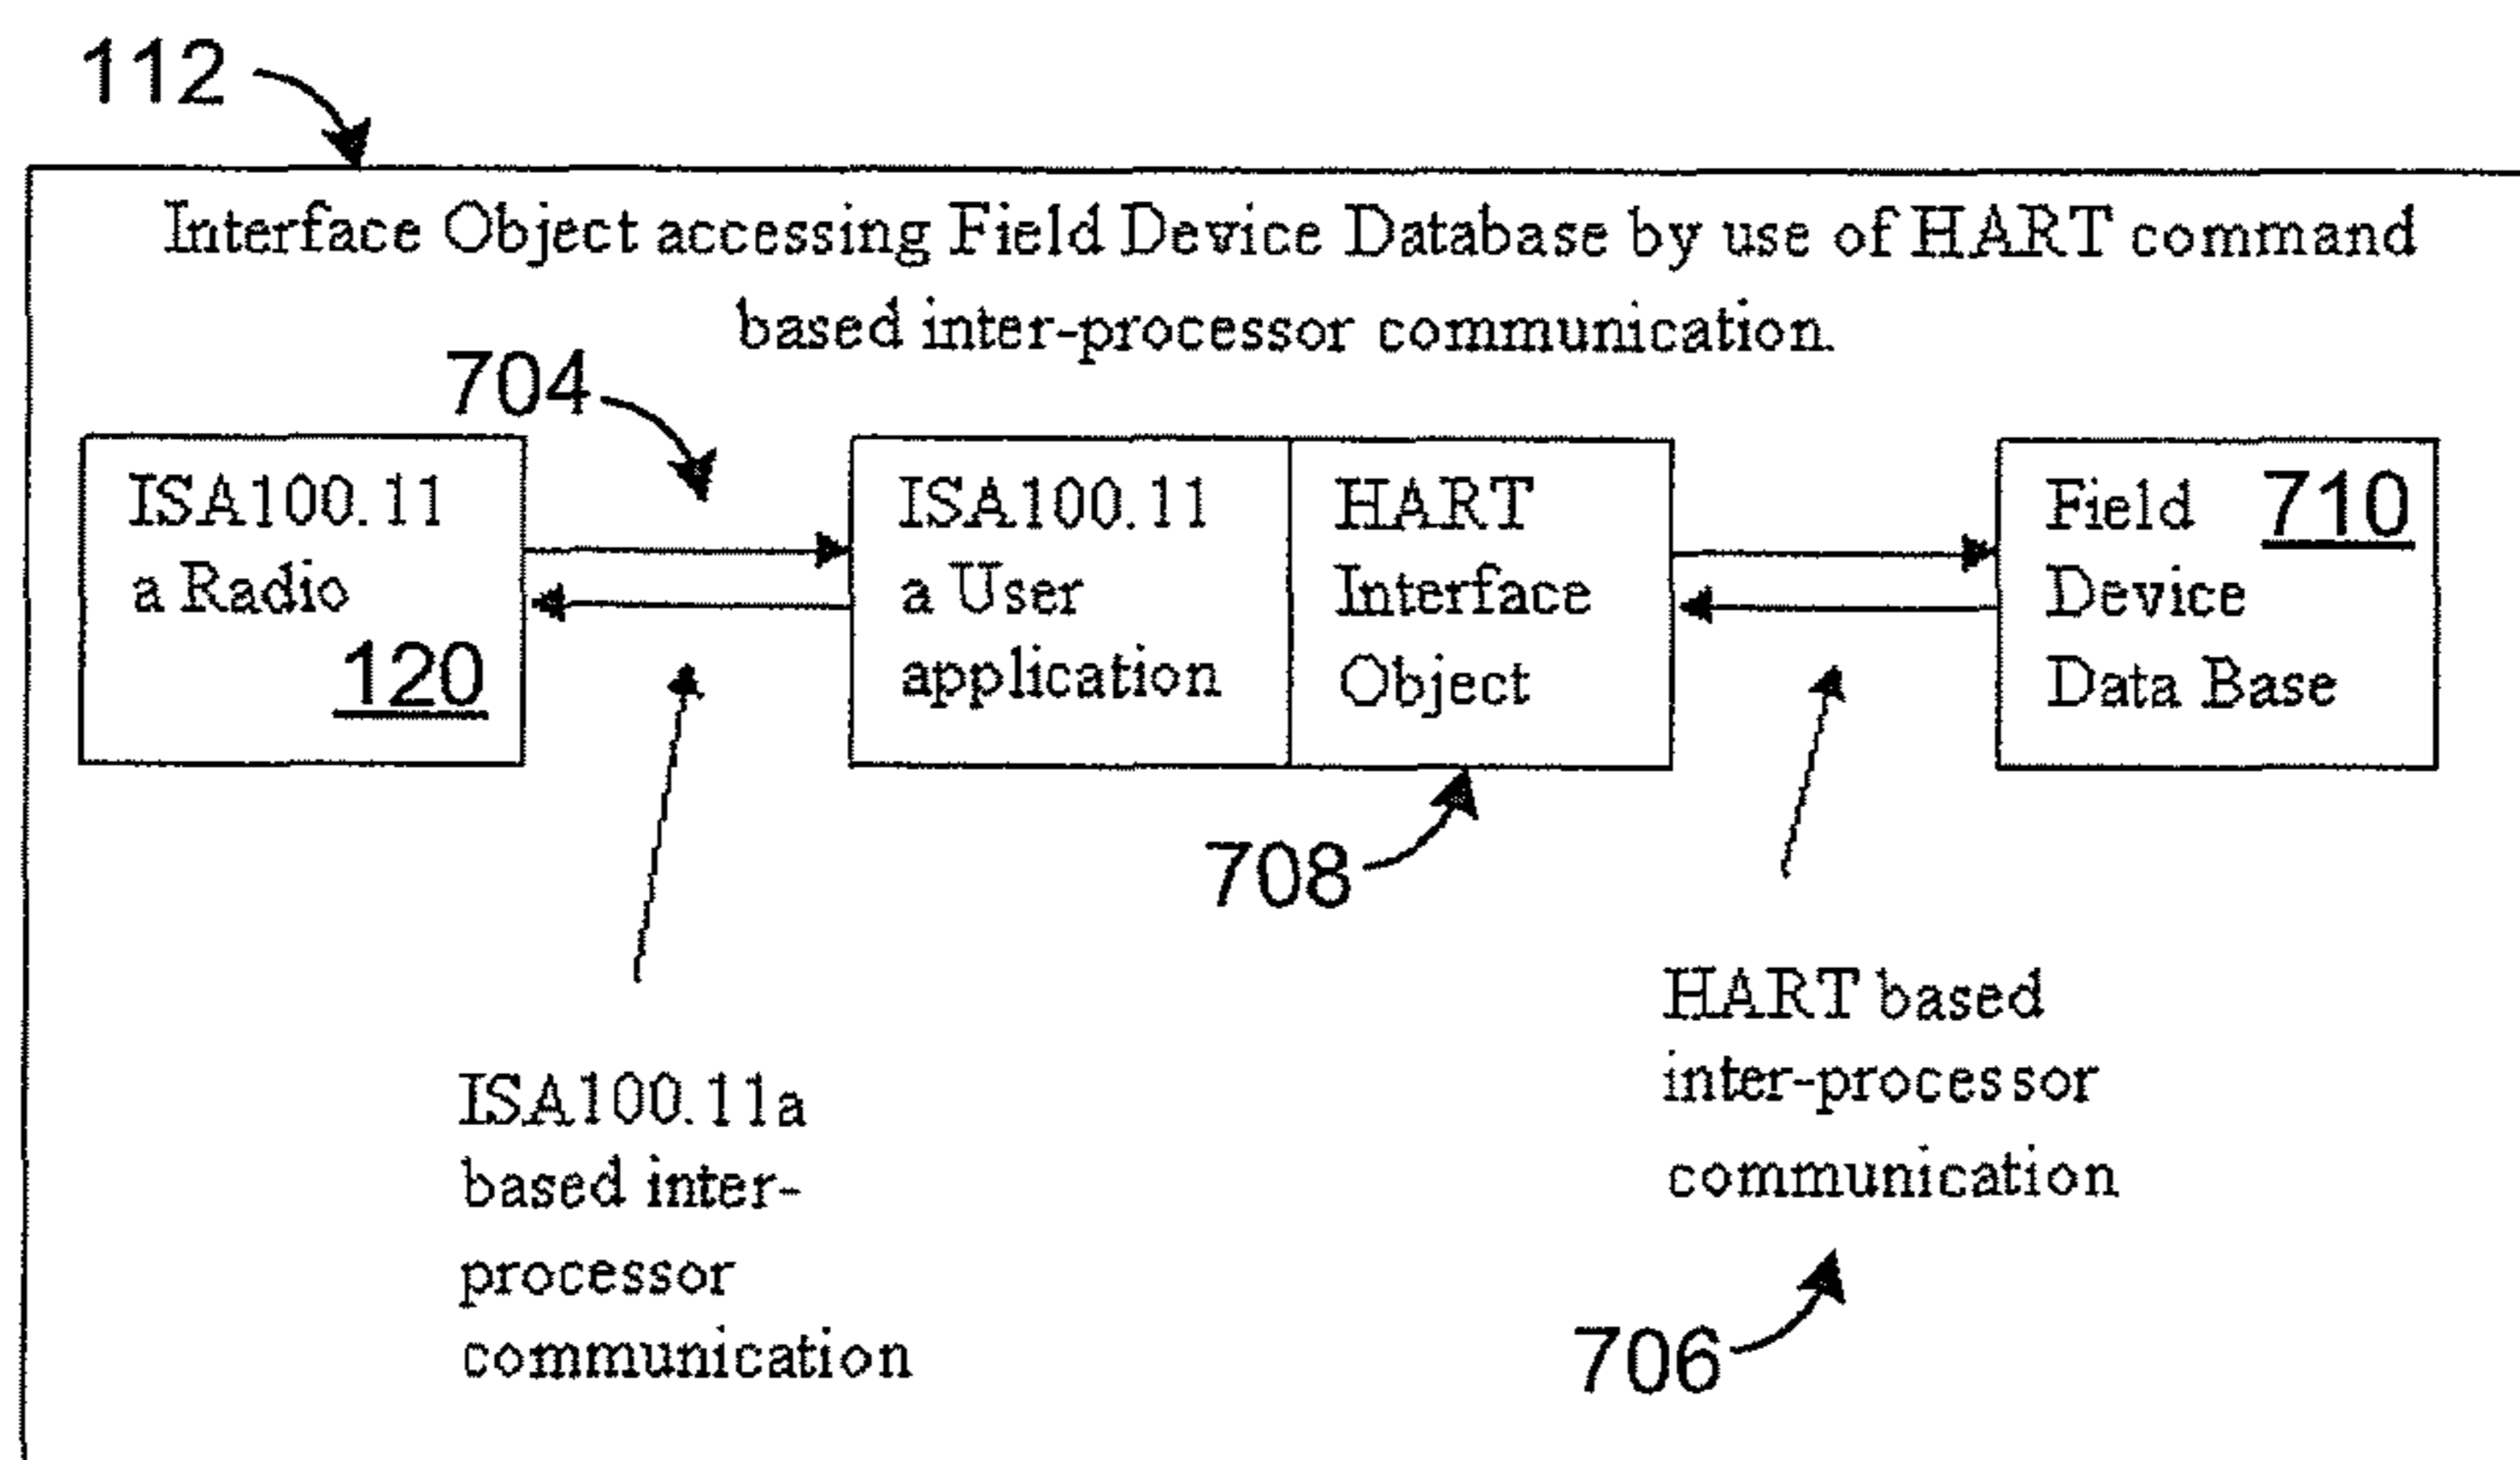 112
Interface Object accessing Field Device Database by use of HART command
based inter-processor communication
704
ISA100.11
a Radio
120
ISA100.11
a User
application
HART
Interface
Object
Field 710
Device
Data Base
708
ISA100.11a
based inter-
processor
communication
HART based
inter-processor
communication
706